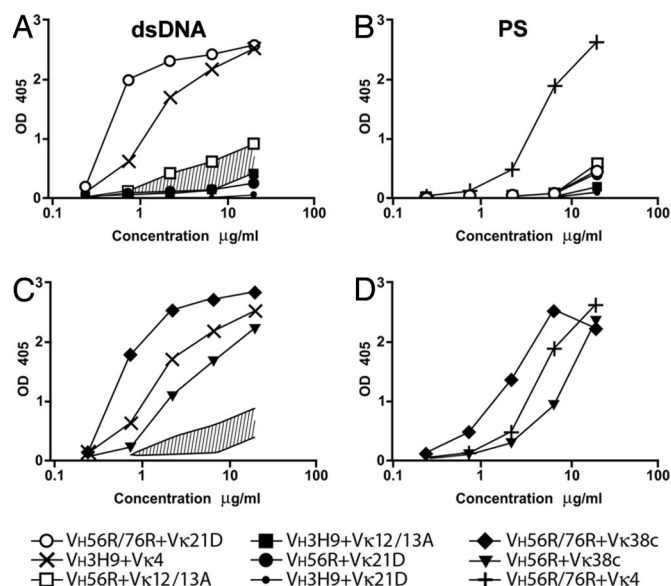 A dsDNA
B PS
OD 405
3
2
1
0
0.1 1 10 100
Concentration μg/ml
OD 405
3
2
1
0
0.1 1 10 100
Concentration μg/ml
C
D
OD 405
3
2
1
0
0.1 1 10 100
Concentration μg/ml
OD 405
3
2
1
0
0.1 1 10 100
Concentration μg/ml
VH56R/76R+Vκ21D
VH3H9+Vκ12/13A
VH56R/76R+Vκ38c
VH3H9+Vκ4
VH56R+Vκ21D
VH56R+Vκ38c
VH56R+Vκ12/13A
VH3H9+Vκ21D
VH56R/76R+Vκ4